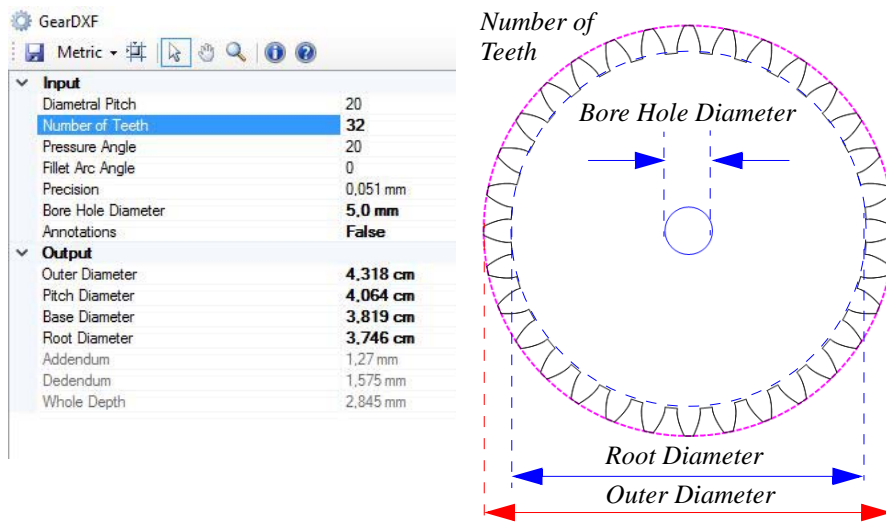 GearDXF
Metric
Input
Diametral Pitch 20
Number of Teeth 32
Pressure Angle 20
Fillet Arc Angle 0
Precision 0,051 mm
Bore Hole Diameter 5,0 mm
Annotations False
Output
Outer Diameter 4,318 cm
Pitch Diameter 4,064 cm
Base Diameter 3,819 cm
Root Diameter 3,746 cm
Addendum 1,27 mm
Dedendum 1,575 mm
Whole Depth 2,845 mm
Number of
Teeth
Bore Hole Diameter
Root Diameter
Outer Diameter